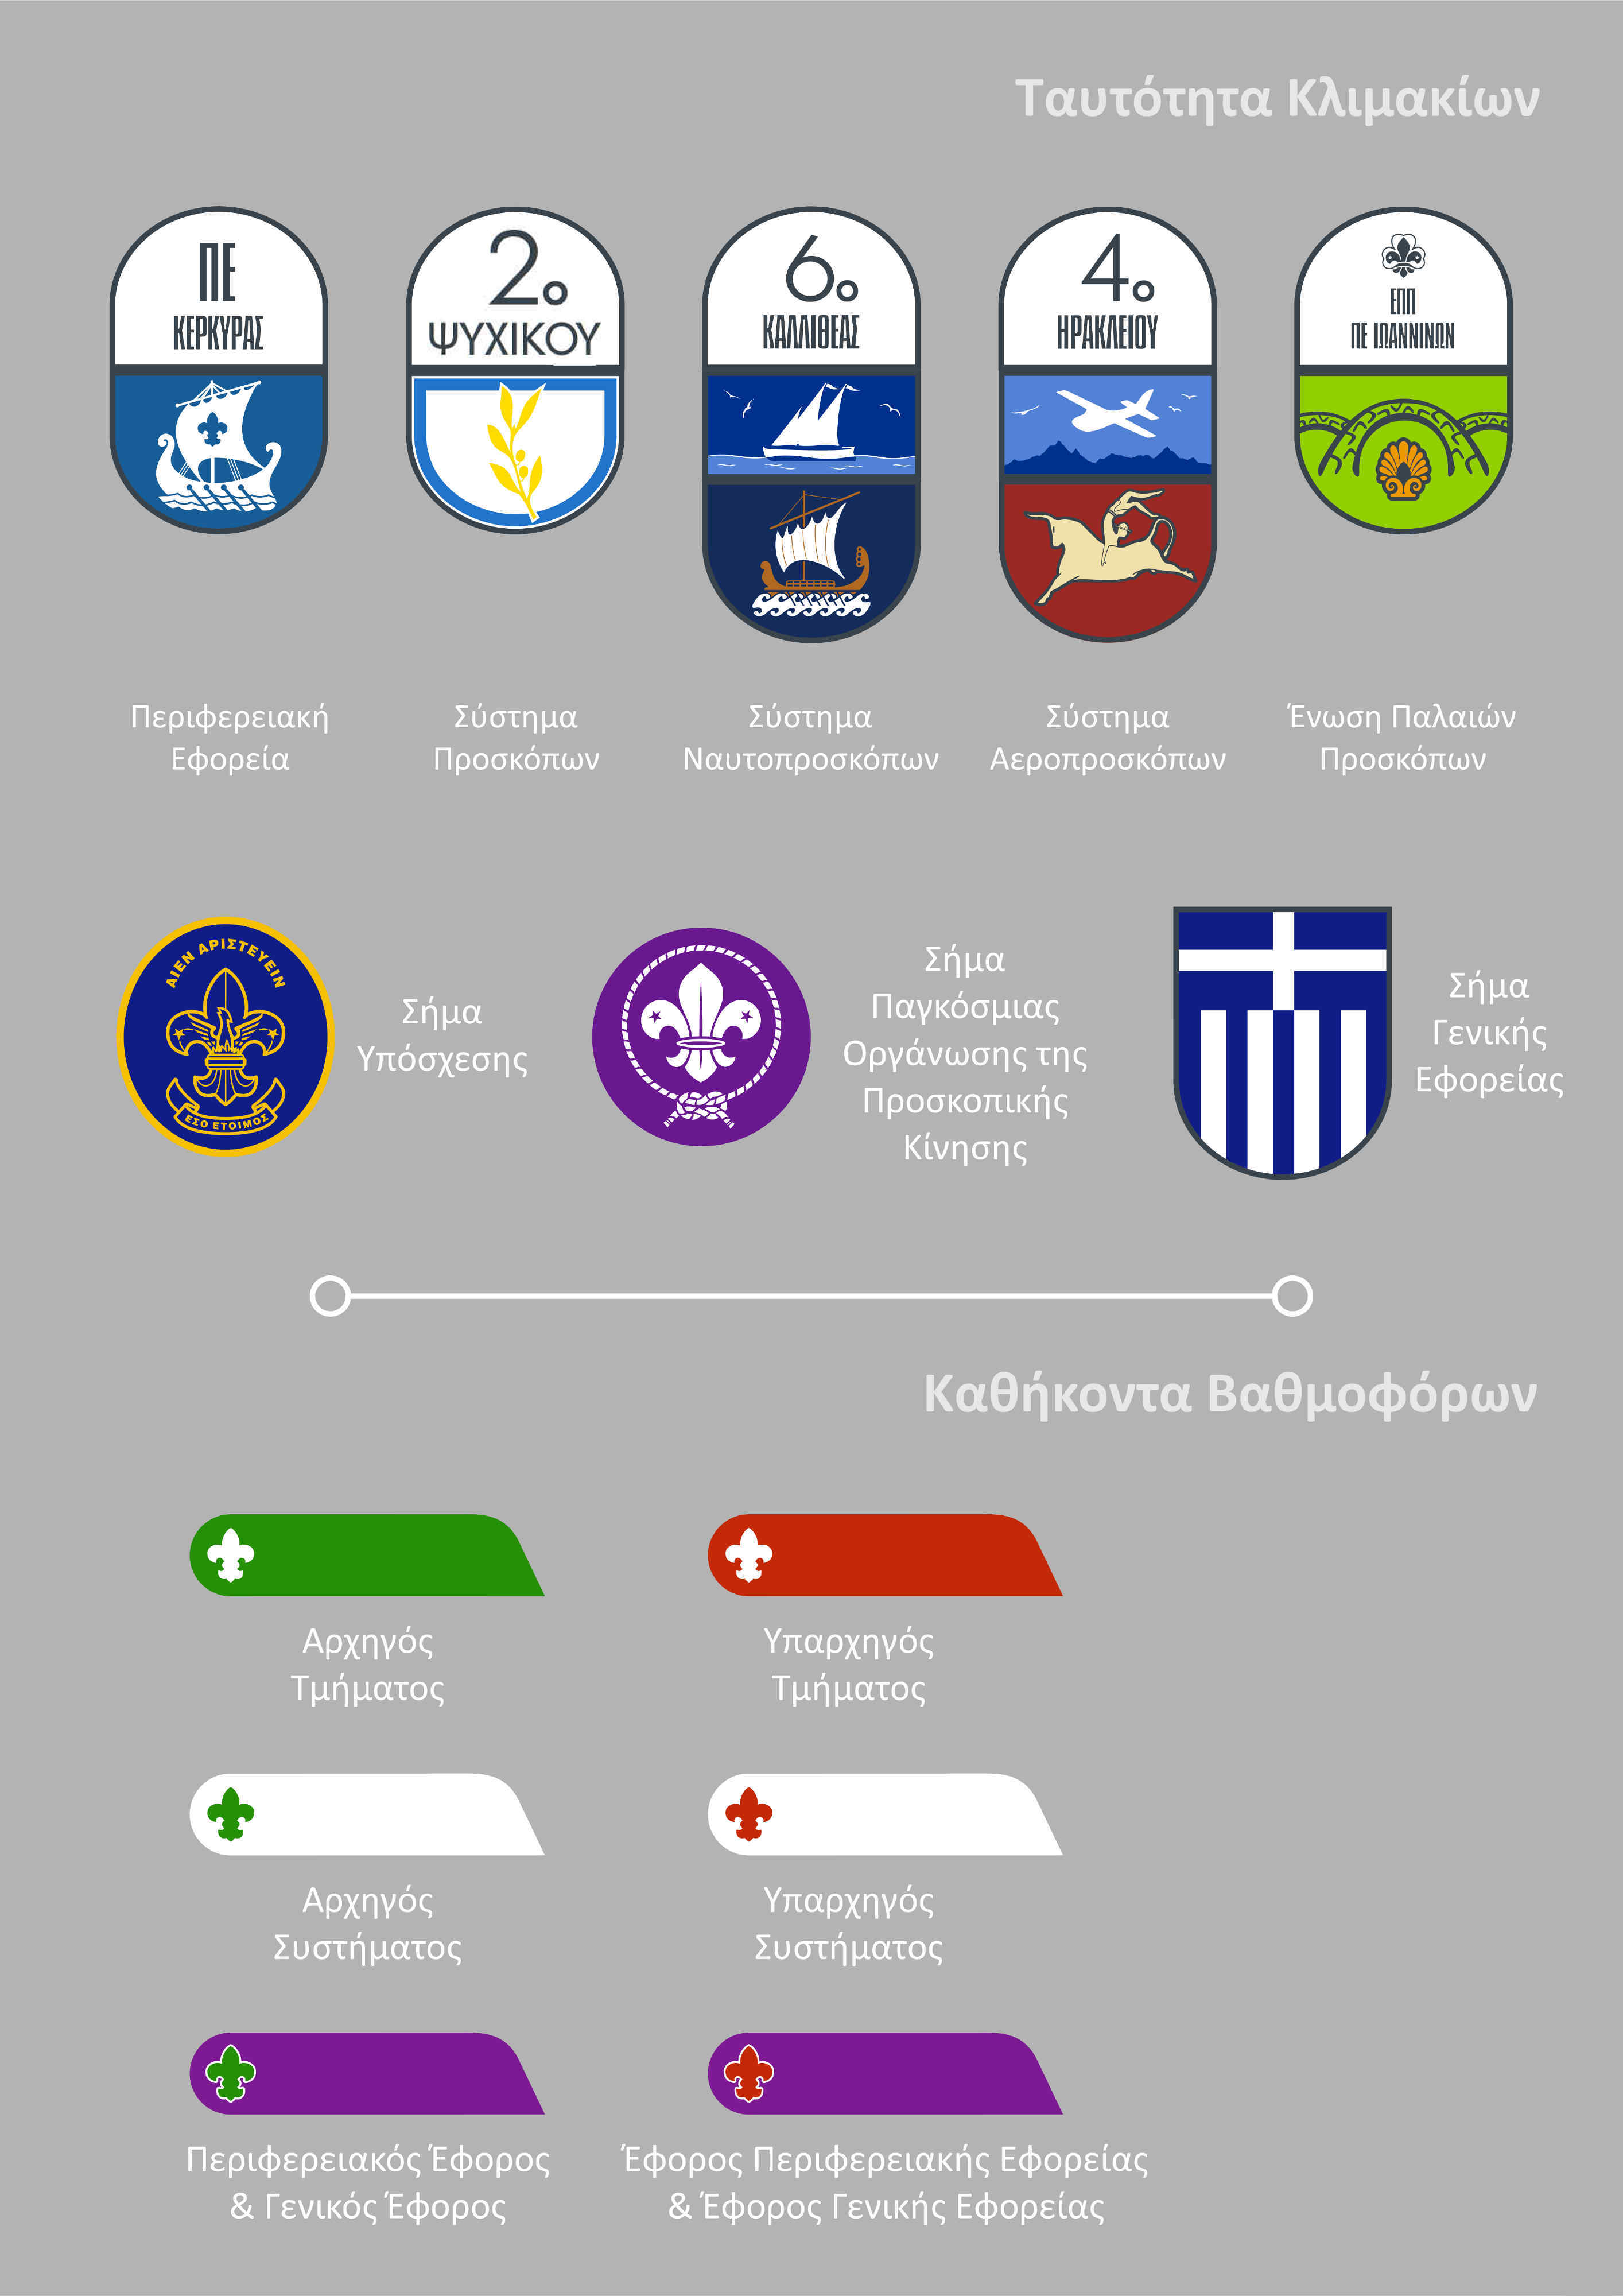 Ταυτότητα Κλιμακίων
ΠΕ
ΚΕΡΚΥΡΑΣ
2ο
ΨΥΧΙΚΟΥ
6ο
ΚΑΛΛΙΘΕΑΣ
4ο
ΗΡΑΚΛΕΙΟΥ
ΕΠΠ
ΠΕ ΙΩΑΝΝΙΝΩΝ
Περιφερειακή
Εφορεία
Σύστημα
Προσκόπων
Σύστημα
Ναυτοπροσκόπων
Σύστημα
Αεροπροσκόπων
Ένωση Παλαιών
Προσκόπων
ΑΙΕΝ ΑΡΙΣΤΕΥΕΙΝ
ΕΣΟ ΕΤΟΙΜΟΣ
Σήμα
Υπόσχεσης
Σήμα
Παγκόσμιας
Οργάνωσης της
Προσκοπικής
Κίνησης
Σήμα
Γενικής
Εφορείας
Καθήκοντα Βαθμοφόρων
Αρχηγός
Τμήματος
Υπαρχηγός
Τμήματος
Αρχηγός
Συστήματος
Υπαρχηγός
Συστήματος
Περιφερειακός Έφορος
& Γενικός Έφορος
Έφορος Περιφερειακής Εφορείας
& Έφορος Γενικής Εφορείας